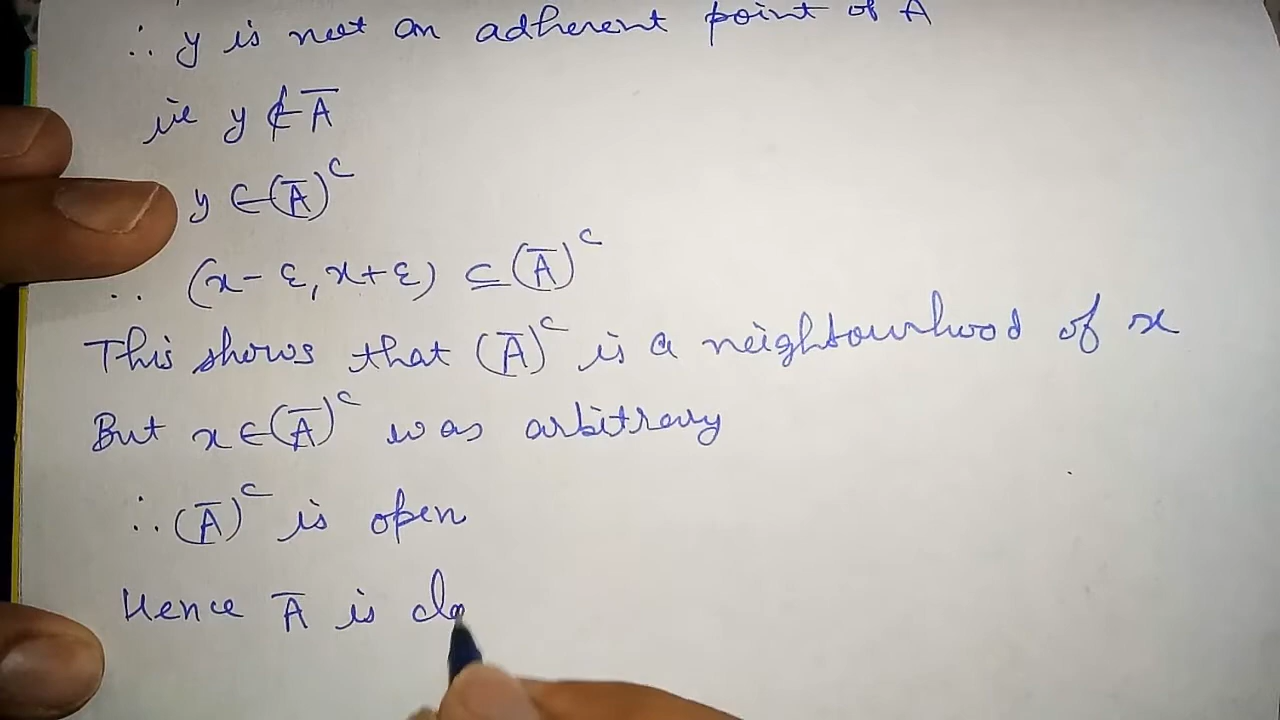 ∴ y is not an adherent point of A
ie y ∉ A̅
y ∈ (A̅)ᶜ
∴ (x - ε, x + ε) ⊆ (A̅)ᶜ
This shows that (A̅)ᶜ is a neighbourhood of x
But x ∈ (A̅)ᶜ was arbitrary
∴ (A̅)ᶜ is open
Hence A̅ is clo